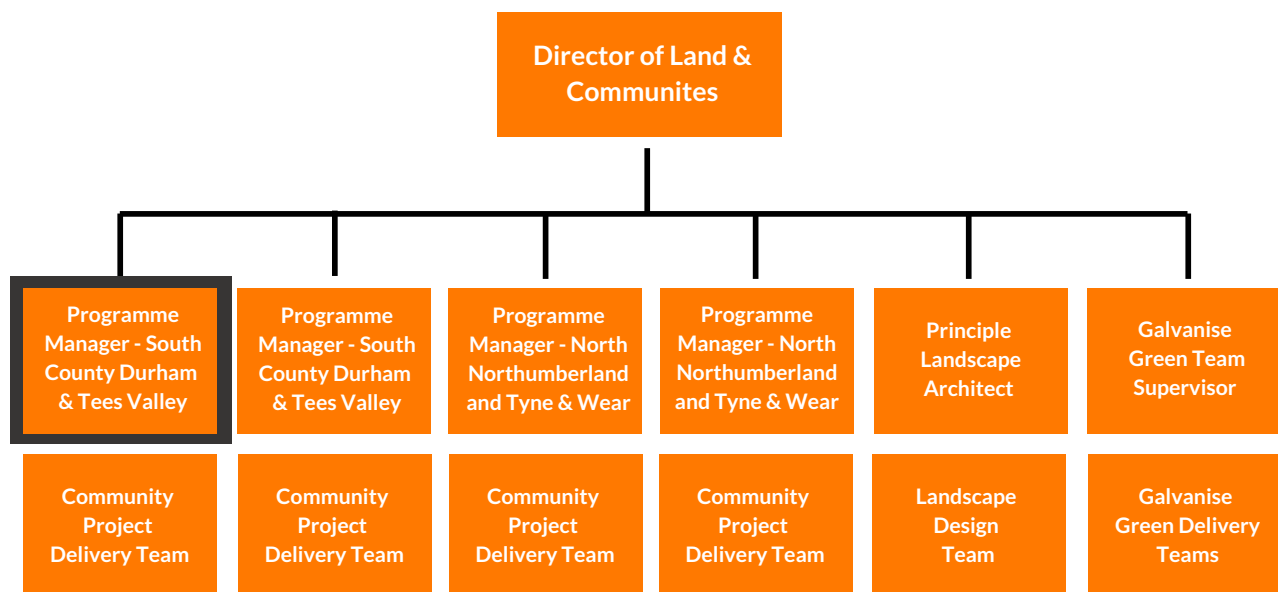 Director of Land &
Communites
Programme
Manager - South
County Durham
& Tees Valley
Programme
Manager - South
County Durham
& Tees Valley
Programme
Manager - North
Northumberland
and Tyne & Wear
Programme
Manager - North
Northumberland
and Tyne & Wear
Principle
Landscape
Architect
Galvanise
Green Team
Supervisor
Community
Project
Delivery Team
Community
Project
Delivery Team
Community
Project
Delivery Team
Community
Project
Delivery Team
Landscape
Design
Team
Galvanise
Green Delivery
Teams